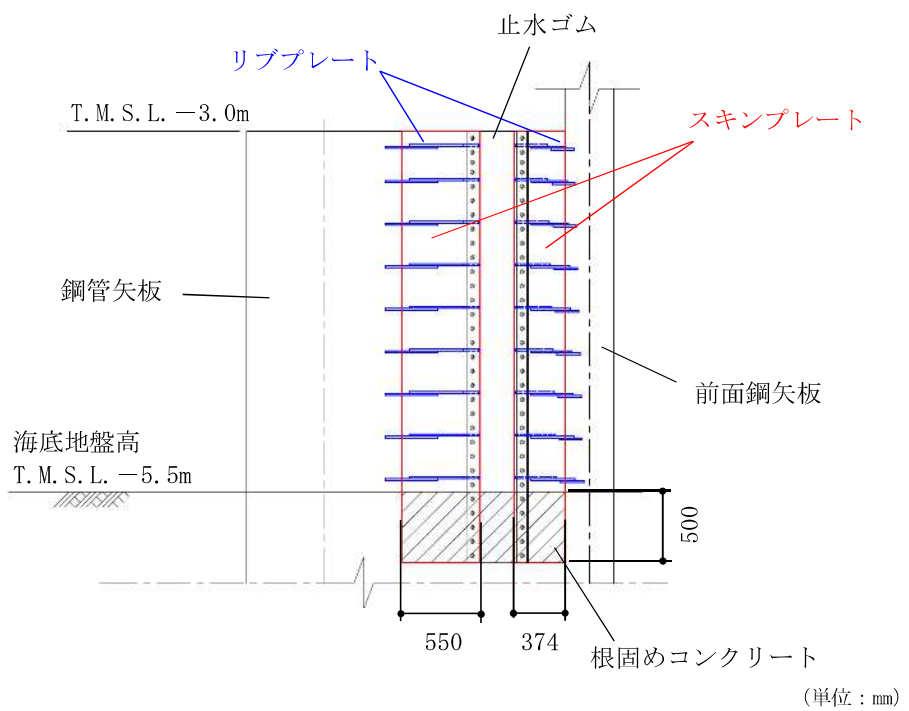 止水ゴム
リブプレート
T.M.S.L.－3.0m
スキンプレート
鋼管矢板
前面鋼矢板
海底地盤高
T.M.S.L.－5.5m
500
550
374
根固めコンクリート
(単位：mm)